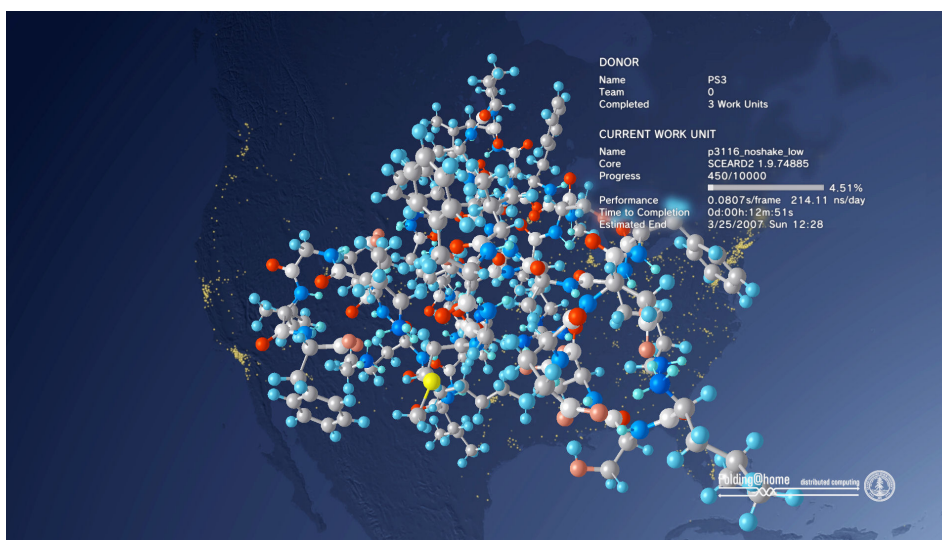 DONOR
Name PS3
Team 0
Completed 3 Work Units
CURRENT WORK UNIT
Name p3116_noshake_low
Core SCEARD2 1.9.74885
Progress 450/10000
4.51%
Performance 0.0807s/frame 214.11 ns/day
Time to Completion 0d:00h:12m:51s
Estimated End 3/25/2007 Sun 12:28
Folding@home distributed computing